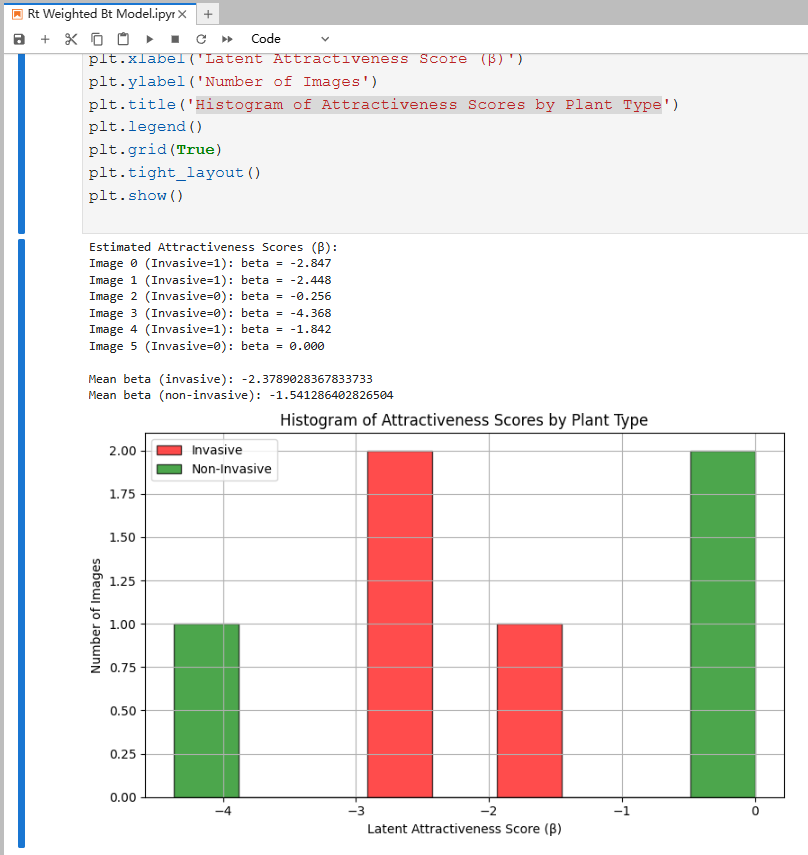 Rt Weighted Bt Model.ipyr
Code
plt.xlabel('Latent Attractiveness Score (β)')
plt.ylabel('Number of Images')
plt.title('Histogram of Attractiveness Scores by Plant Type')
plt.legend()
plt.grid(True)
plt.tight_layout()
plt.show()
Estimated Attractiveness Scores (β):
Image 0 (Invasive=1): beta = -2.847
Image 1 (Invasive=1): beta = -2.448
Image 2 (Invasive=0): beta = -0.256
Image 3 (Invasive=0): beta = -4.368
Image 4 (Invasive=1): beta = -1.842
Image 5 (Invasive=0): beta = 0.000
Mean beta (invasive): -2.3789028367833733
Mean beta (non-invasive): -1.541286402826504
Histogram of Attractiveness Scores by Plant Type
Invasive
Non-Invasive
2.00
1.75
1.50
1.25
1.00
0.75
0.50
0.25
0.00
Number of Images
−4 −3 −2 −1 0
Latent Attractiveness Score (β)